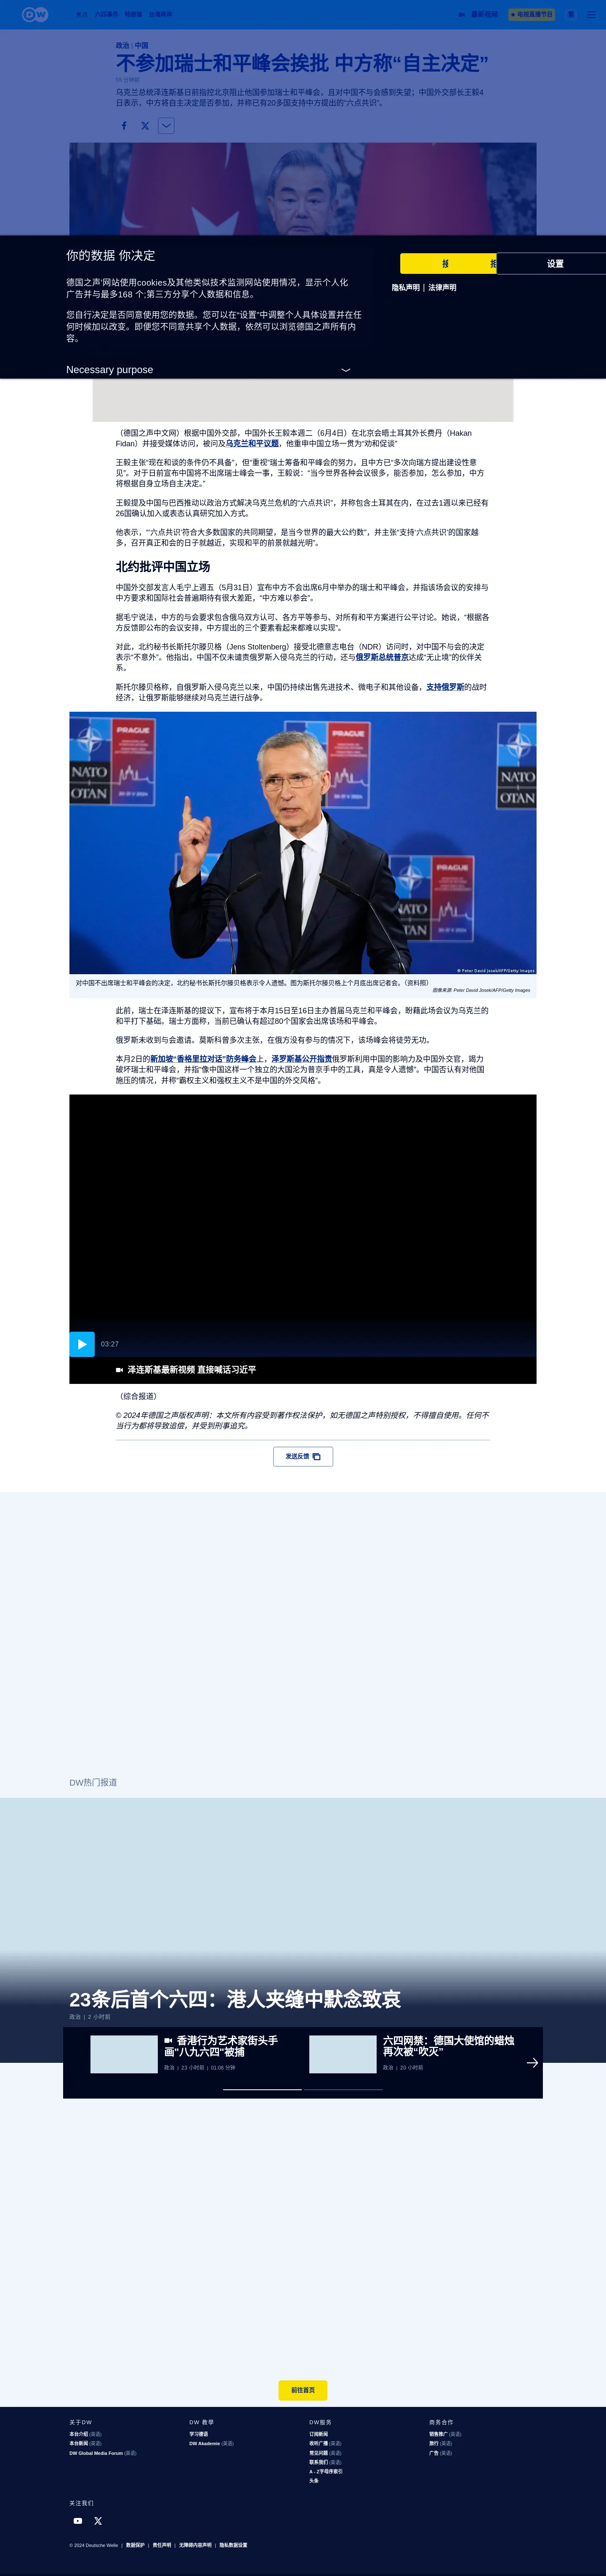 六四事件
政治 | 中国
不参加瑞士和平峰会挨批 中方称“自主决定”
乌克兰总统泽连斯基日前指控北京阻止他国参加瑞士和平峰会，且对中国不与会感到失望；中国外交部长王毅4
日表示，中方将自主决定是否参加，并称已有20多国支持中方提出的“六点共识”。
最新视频
电视直播节目
繁
你的数据 你决定
德国之声'网站使用cookies及其他类似技术监测网站使用情况，显示个人化
广告并与最多168 个;第三方分享个人数据和信息。
您自行决定是否同意使用您的数据。您可以在“设置”中调整个人具体设置并在任
何时候加以改变。即便您不同意共享个人数据，依然可以浏览德国之声所有内
容。
Necessary purpose
设置
隐私声明 | 法律声明
（德国之声中文网）根据中国外交部，中国外长王毅本週二（6月4日）在北京会晤土耳其外长费丹（Hakan
Fidan）并接受媒体访问，被问及乌克兰和平议题，他重申中国立场一贯为“劝和促谈”
王毅主张“现在和谈的条件仍不具备”，但“重视”瑞士筹备和平峰会的努力，且中方已“多次向瑞方提出建设性意
见”。对于日前宣布中国将不出席瑞士峰会一事，王毅说：“当今世界各种会议很多，能否参加，怎么参加，中方
将根据自身立场自主决定。”
王毅提及中国与巴西推动以政治方式解决乌克兰危机的“六点共识”，并称包含土耳其在内，在过去1週以来已经有
26国确认加入或表态认真研究加入方式。
他表示，“‘六点共识’符合大多数国家的共同期望，是当今世界的最大公约数”，并主张“支持‘六点共识’的国家越
多，召开真正和会的日子就越近，实现和平的前景就越光明”。
北约批评中国立场
中国外交部发言人毛宁上週五（5月31日）宣布中方不会出席6月中举办的瑞士和平峰会，并指该场会议的安排与
中方要求和国际社会普遍期待有很大差距，“中方难以参会”。
据毛宁说法，中方的与会要求包含俄乌双方认可、各方平等参与、对所有和平方案进行公平讨论。她说，“根据各
方反馈即公布的会议安排，中方提出的三个要素看起来都难以实现”。
对此，北约秘书长斯托尔滕贝格（Jens Stoltenberg）接受北德意志电台（NDR）访问时，对中国不与会的决定
表示“不意外”。他指出，中国不仅未谴责俄罗斯入侵乌克兰的行动，还与俄罗斯总统普京达成“无止境”的伙伴关
系。
斯托尔滕贝格称，自俄罗斯入侵乌克兰以来，中国仍持续出售先进技术、微电子和其他设备，支持俄罗斯的战时
经济，让俄罗斯能够继续对乌克兰进行战争。
PRAGUE
NATO
OTAN
© Peter David Josek/AFP/Getty Images
对中国不出席瑞士和平峰会的决定，北约秘书长斯托尔滕贝格表示令人遗憾。图为斯托尔滕贝格上个月底出席记者会。（资料照）
图像来源: Peter David Josek/AFP/Getty Images
此前，瑞士在泽连斯基的提议下，宣布将于本月15日至16日主办首届乌克兰和平峰会，盼藉此场会议为乌克兰的
和平打下基础。瑞士方面称，当前已确认有超过80个国家会出席该场和平峰会。
俄罗斯未收到与会邀请。莫斯科曾多次主张，在俄方没有参与的情况下，该场峰会将徒劳无功。
本月2日的新加坡“香格里拉对话”防务峰会上，泽罗斯基公开指责俄罗斯利用中国的影响力及中国外交官，竭力
破坏瑞士和平峰会，并指“像中国这样一个独立的大国沦为普京手中的工具，真是令人遗憾”。中国否认有对他国
施压的情况，并称“霸权主义和强权主义不是中国的外交风格”。
03:27
泽连斯基最新视频 直接喊话习近平
（综合报道）
© 2024年德国之声版权声明：本文所有内容受到著作权法保护，如无德国之声特别授权，不得擅自使用。任何不
当行为都将导致追偿，并受到刑事追究。
发送反馈
DW热门报道
23条后首个六四：港人夹缝中默念致哀
政治 | 2 小时前
香港行为艺术家街头手
画"八九六四"被捕
政治 | 23 小时前 | 01:06 分钟
六四网禁：德国大使馆的蜡烛
再次被“吹灭”
政治 | 20 小时前
前往首页
关于DW
本台介绍 (英语)
本台新闻 (英语)
DW Global Media Forum (英语)
DW 教學
学习德语
DW Akademie (英语)
DW服务
订阅新闻
收听广播 (英语)
常见问题 (英语)
联系我们 (英语)
A - Z字母序索引
头条
商务合作
销售推广 (英语)
旅行 (英语)
广告 (英语)
关注我们
© 2024 Deutsche Welle | 数据保护 | 责任声明 | 无障碍内容声明 | 隐私数据设置